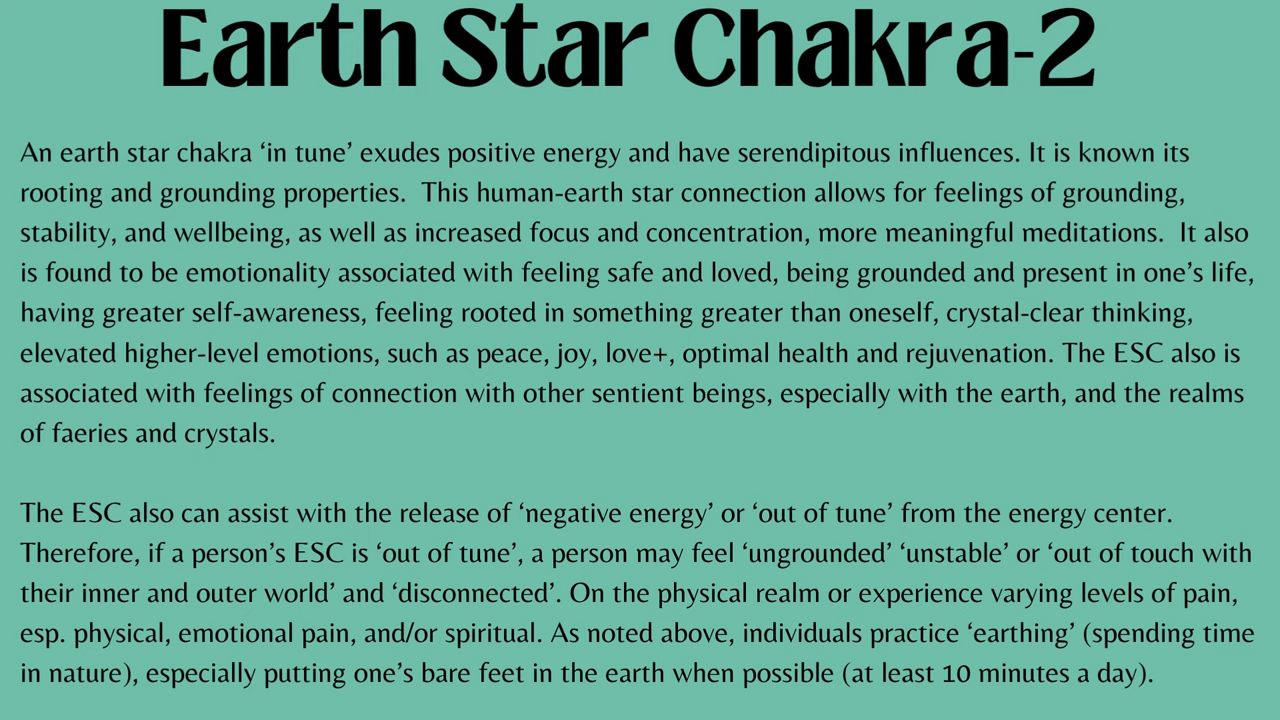 Earth Star Chakra-2
An earth star chakra ‘in tune’ exudes positive energy and have serendipitous influences. It is known its
rooting and grounding properties.  This human-earth star connection allows for feelings of grounding,
stability, and wellbeing, as well as increased focus and concentration, more meaningful meditations.  It also
is found to be emotionality associated with feeling safe and loved, being grounded and present in one’s life,
having greater self-awareness, feeling rooted in something greater than oneself, crystal-clear thinking,
elevated higher-level emotions, such as peace, joy, love+, optimal health and rejuvenation. The ESC also is
associated with feelings of connection with other sentient beings, especially with the earth, and the realms
of faeries and crystals.
The ESC also can assist with the release of ‘negative energy’ or ‘out of tune’ from the energy center.
Therefore, if a person’s ESC is ‘out of tune’, a person may feel ‘ungrounded’ ‘unstable’ or ‘out of touch with
their inner and outer world’ and ‘disconnected’. On the physical realm or experience varying levels of pain,
esp. physical, emotional pain, and/or spiritual. As noted above, individuals practice ‘earthing’ (spending time
in nature), especially putting one’s bare feet in the earth when possible (at least 10 minutes a day).